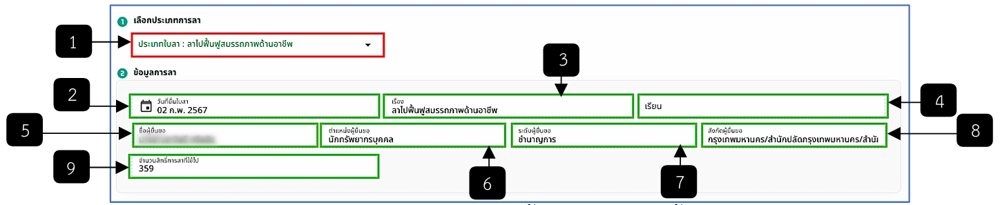 1 เลือกประเภทการลา
1 ประเภทใบลา : ลาไปฟื้นฟูสมรรถภาพด้านอาชีพ
3
2 ข้อมูลการลา
2 วันที่ยื่นใบลา เรื่อง
02 ก.พ. 2567 ลาไปฟื้นฟูสมรรถภาพด้านอาชีพ เรียน 4
5 ชื่อผู้ยื่นขอ ตำแหน่งผู้ยื่นขอ ระดับผู้ยื่นขอ สังกัดผู้ยื่นขอ 8
นักทรัพยากรบุคคล ชำนาญการ กรุงเทพมหานคร/สำนักปลัดกรุงเทพมหานคร/สำนั
9 จำนวนสิทธิ์การลาที่ใช้ไป
359
6 7